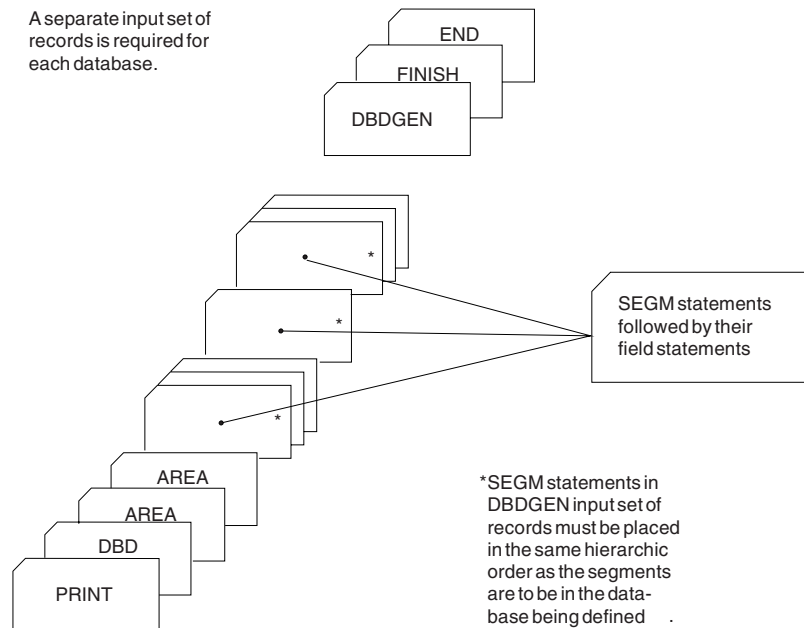 A separate input set of
records is required for
each database.
END
FINISH
DBDGEN
*
*
*
SEGM statements
followed by their
field statements
AREA
AREA
DBD
PRINT
*SEGM statements in
DBDGEN input set of
records must be placed
in the same hierarchic
order as the segments
are to be in the data-
base being defined .